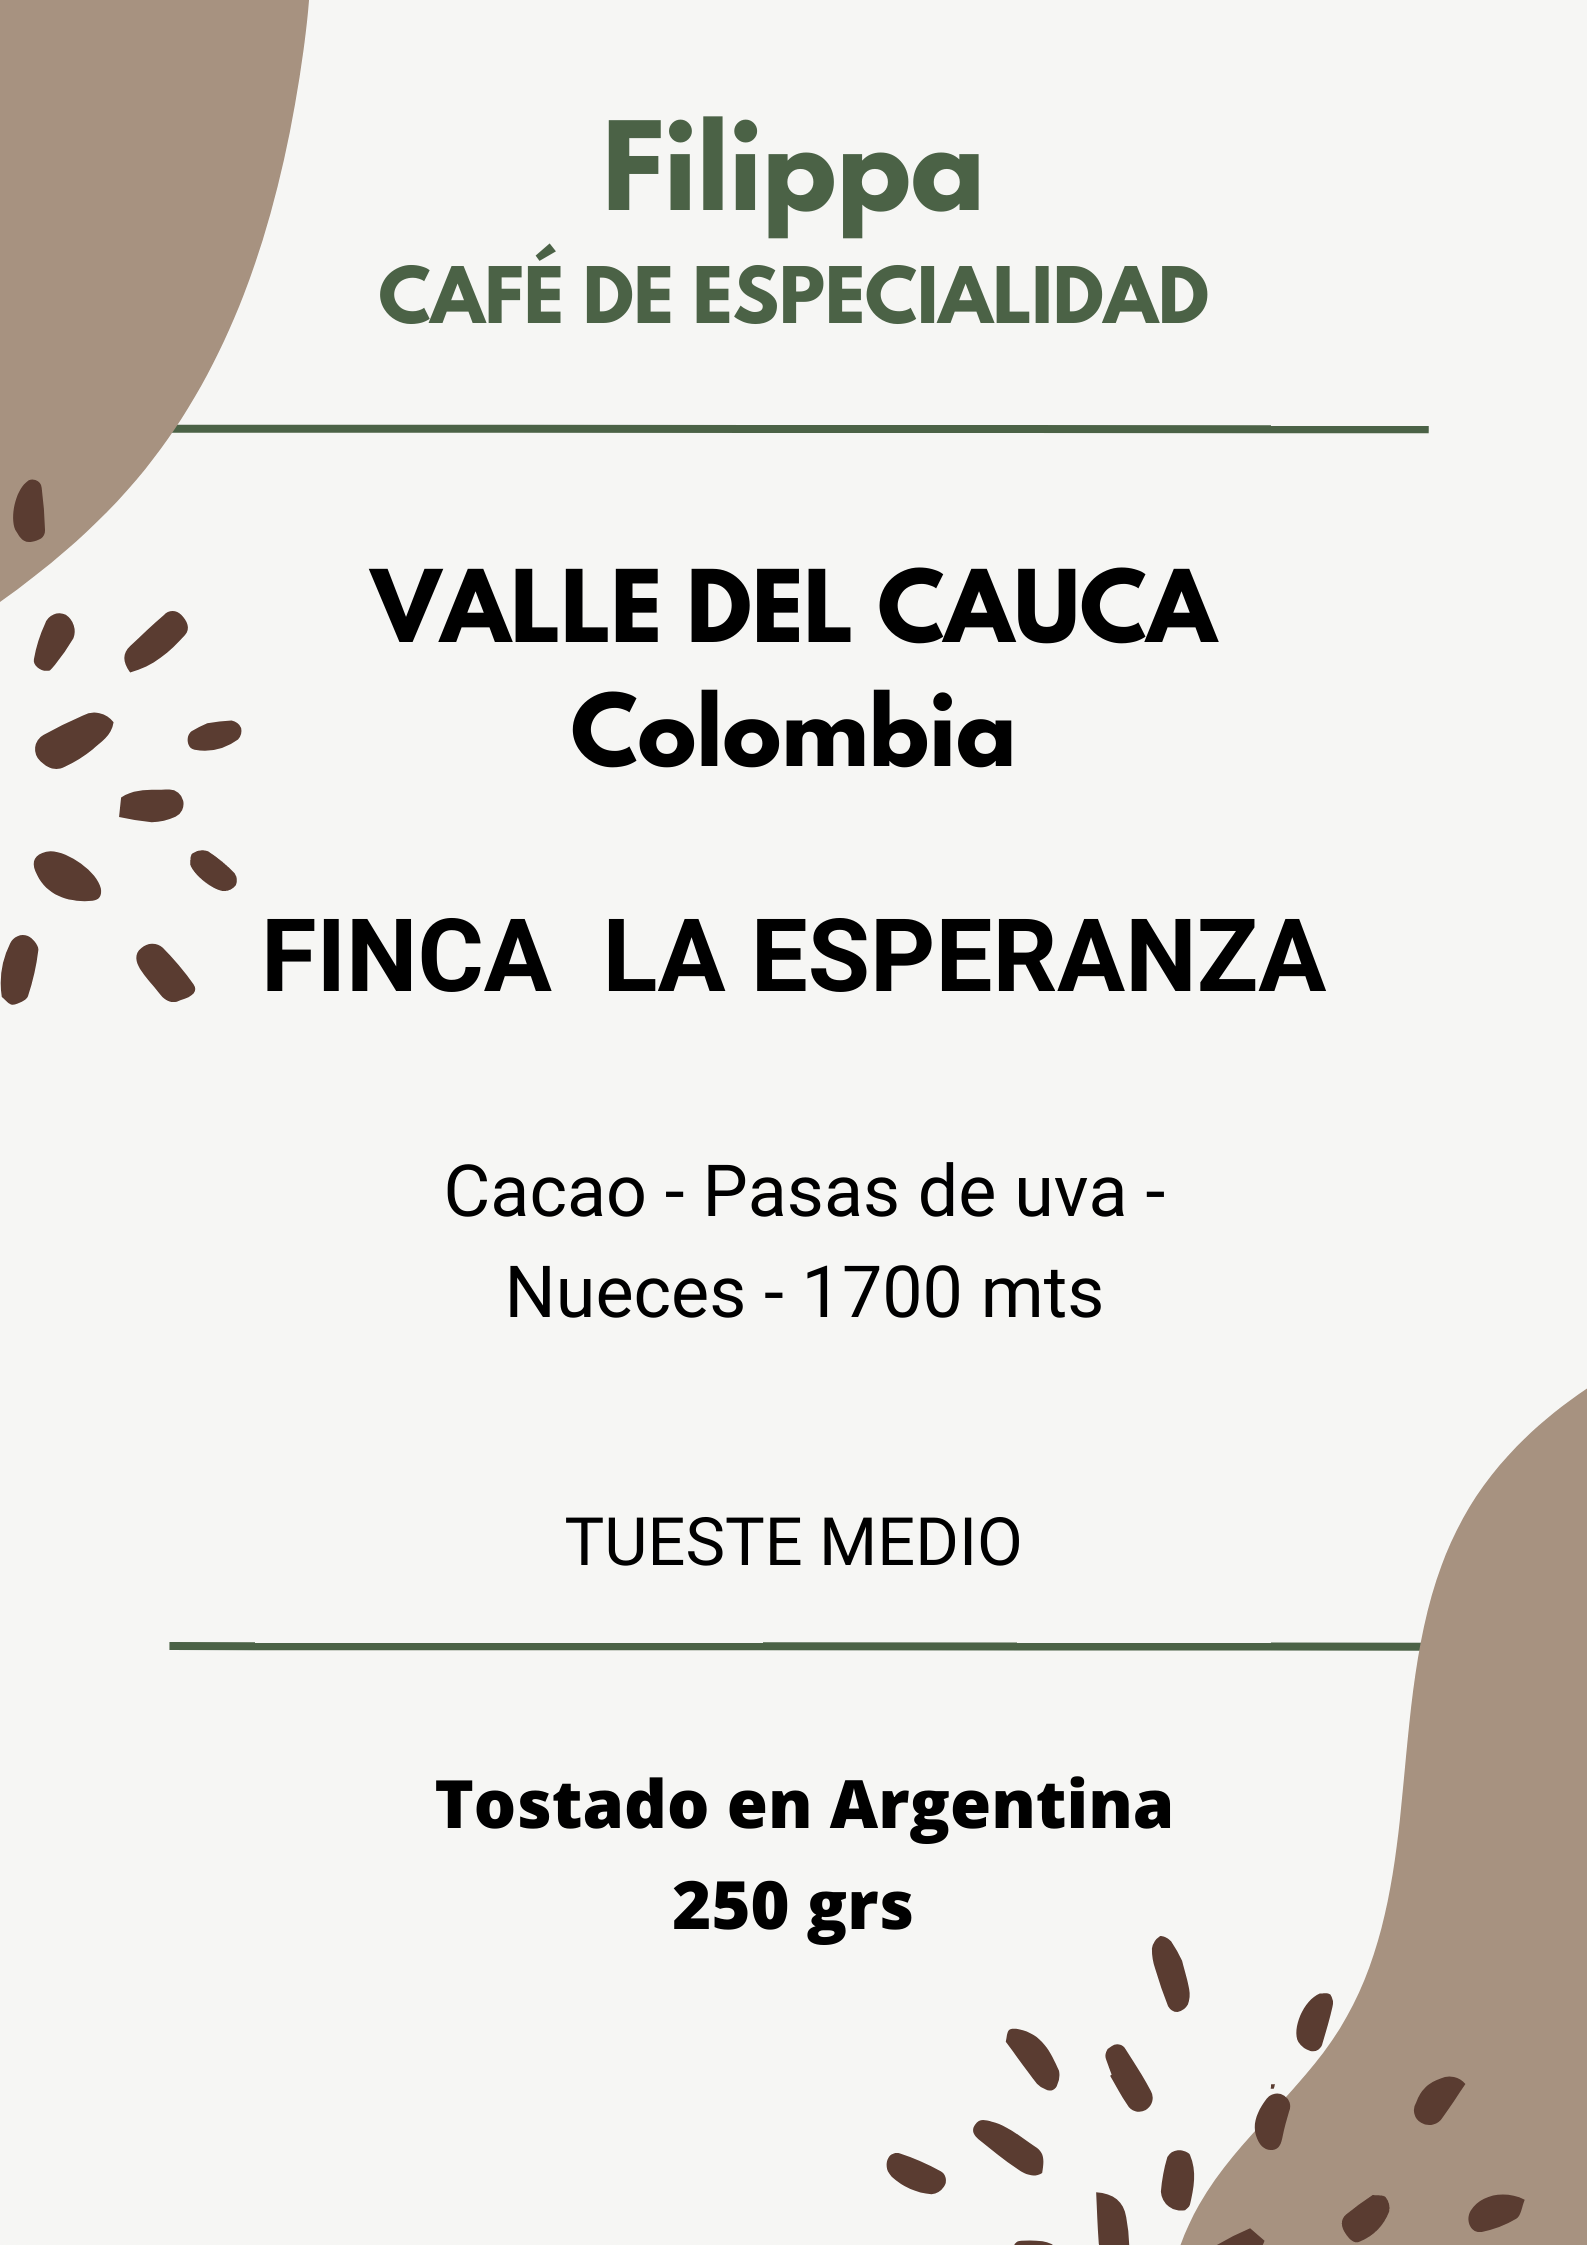 Filippa
CAFÉ DE ESPECIALIDAD
VALLE DEL CAUCA
Colombia
FINCA  LA ESPERANZA
Cacao - Pasas de uva -
Nueces - 1700 mts
TUESTE MEDIO
Tostado en Argentina
250 grs